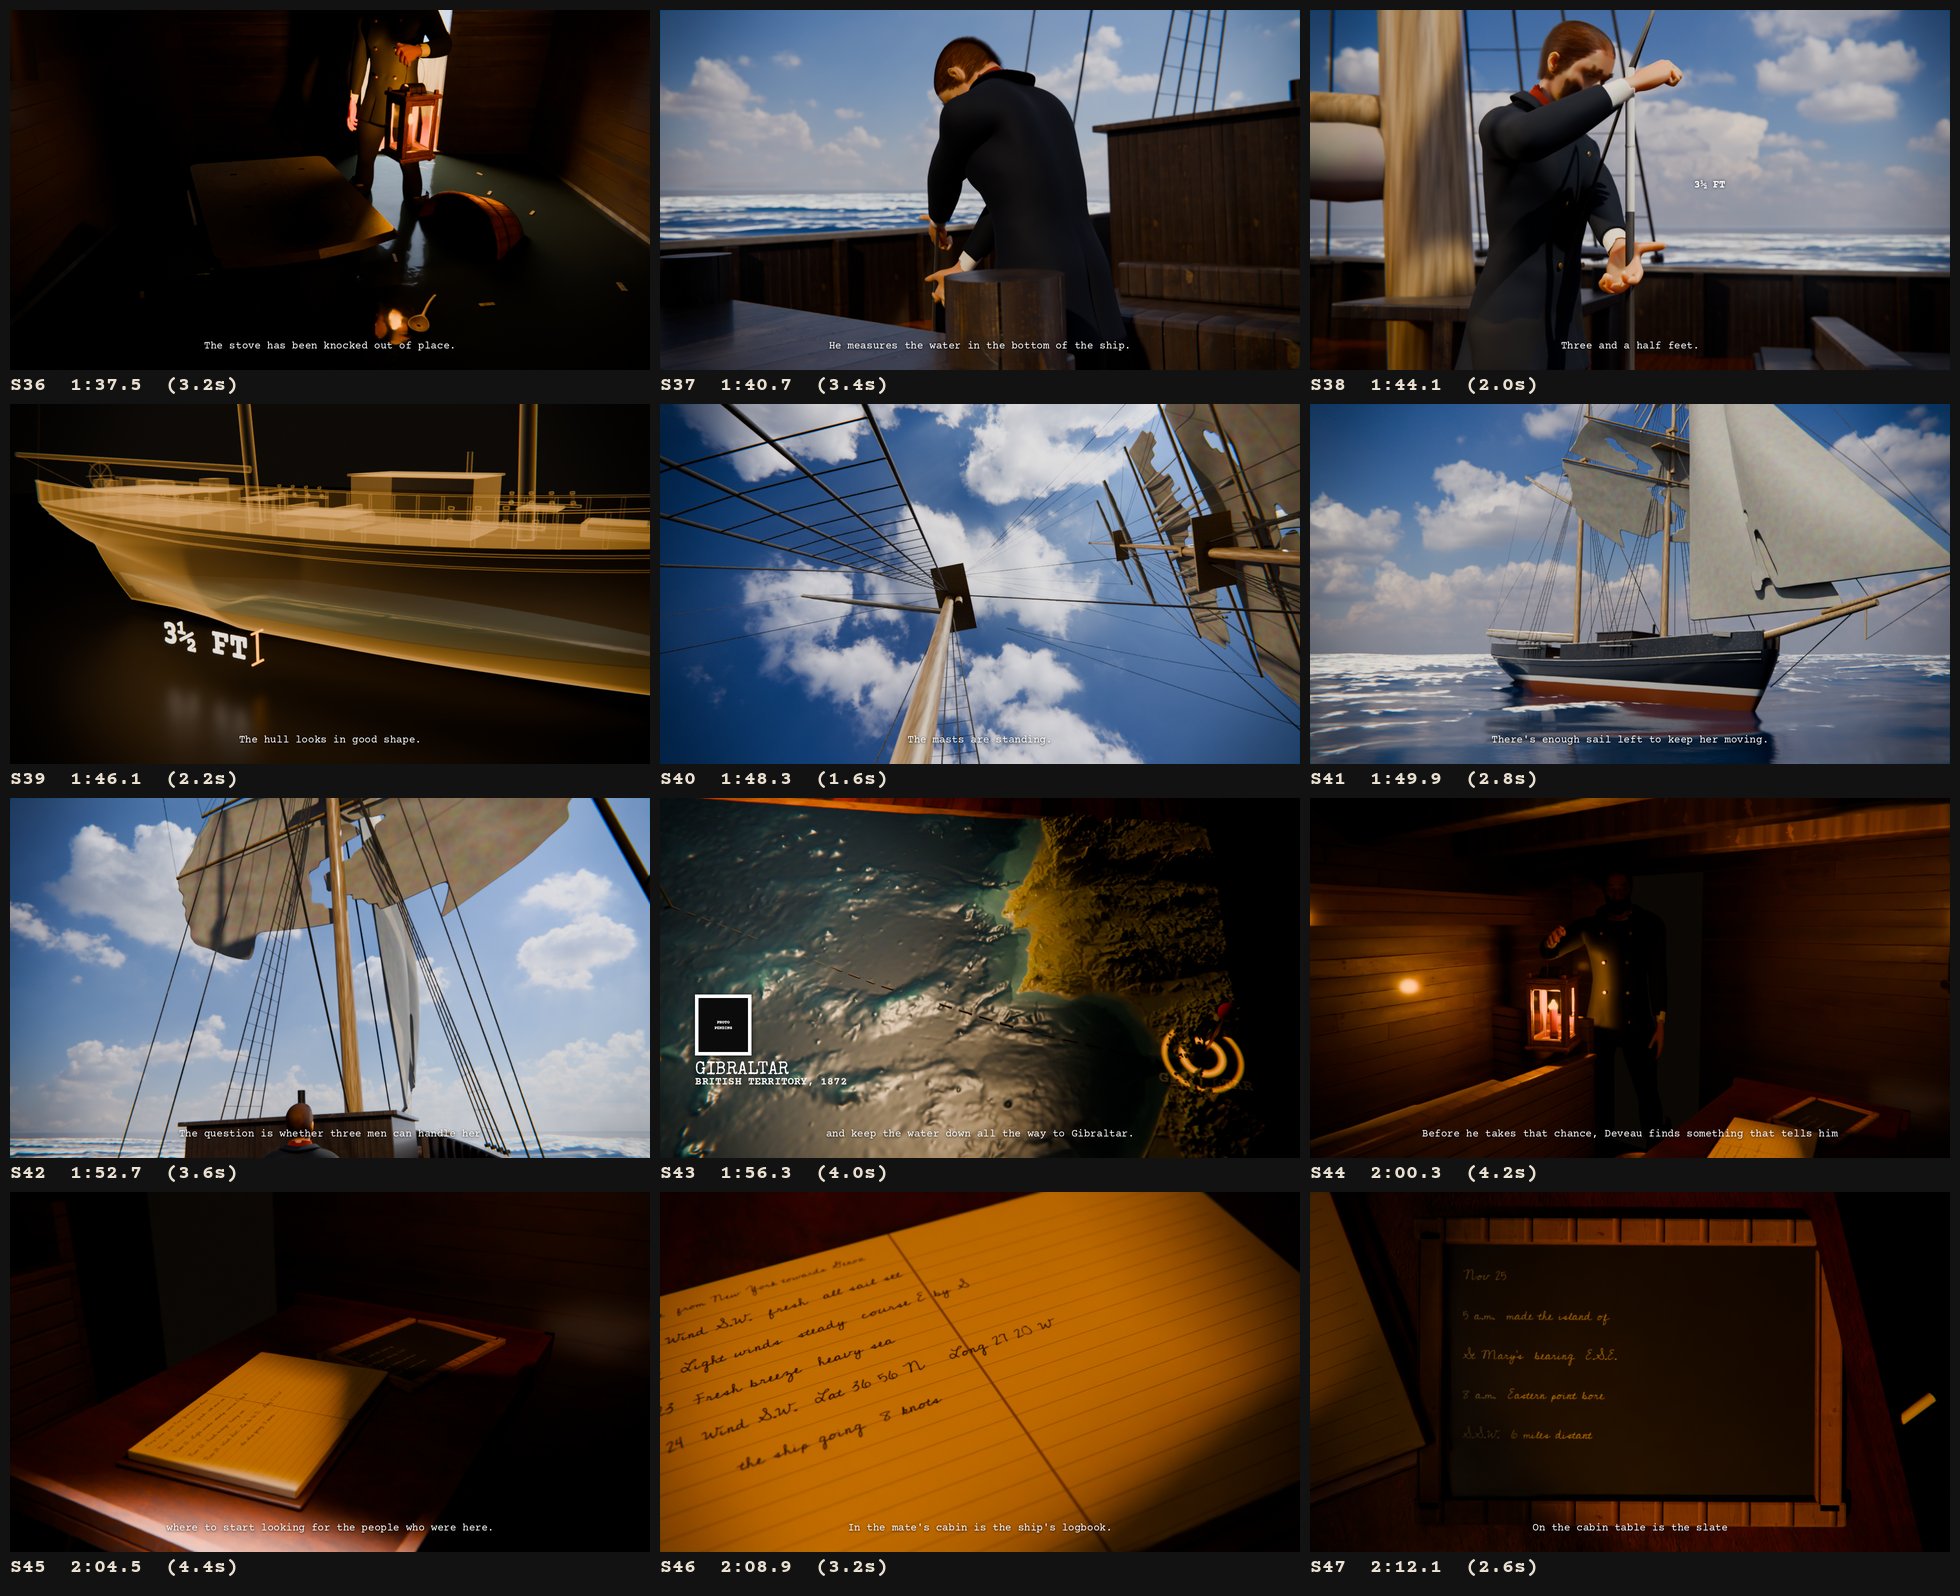 The stove has been knocked out of place.
S36 1:37.5 (3.2s)
He measures the water in the bottom of the ship.
S37 1:40.7 (3.4s)
3½ FT
Three and a half feet.
S38 1:44.1 (2.0s)
3½ FT
The hull looks in good shape.
S39 1:46.1 (2.2s)
The masts are standing.
S40 1:48.3 (1.6s)
There's enough sail left to keep her moving.
S41 1:49.9 (2.8s)
The question is whether three men can handle her
S42 1:52.7 (3.6s)
PHOTO
PENDING
GIBRALTAR
BRITISH TERRITORY, 1872
and keep the water down all the way to Gibraltar.
S43 1:56.3 (4.0s)
Before he takes that chance, Deveau finds something that tells him
S44 2:00.3 (4.2s)
where to start looking for the people who were here.
S45 2:04.5 (4.4s)
from New York towards Genoa
Wind S.W. fresh all sail set
Light winds steady course E by S
23 Fresh breeze heavy sea
24 Wind S.W. Lat 36 56 N Long 27 20 W
the ship going 8 knots
In the mate's cabin is the ship's logbook.
S46 2:08.9 (3.2s)
Nov 25
5 a.m. made the island of
St Mary's bearing E.S.E.
8 a.m. Eastern point bore
S.S.W. 6 miles distant
On the cabin table is the slate
S47 2:12.1 (2.6s)